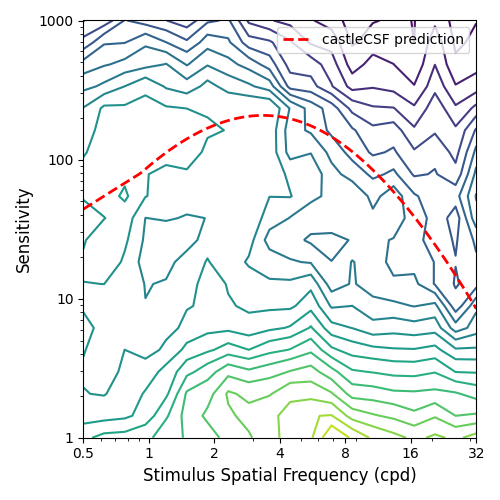 1000
castleCSF prediction
100
Sensitivity
10
1
0.5 1 2 4 8 16 32
Stimulus Spatial Frequency (cpd)